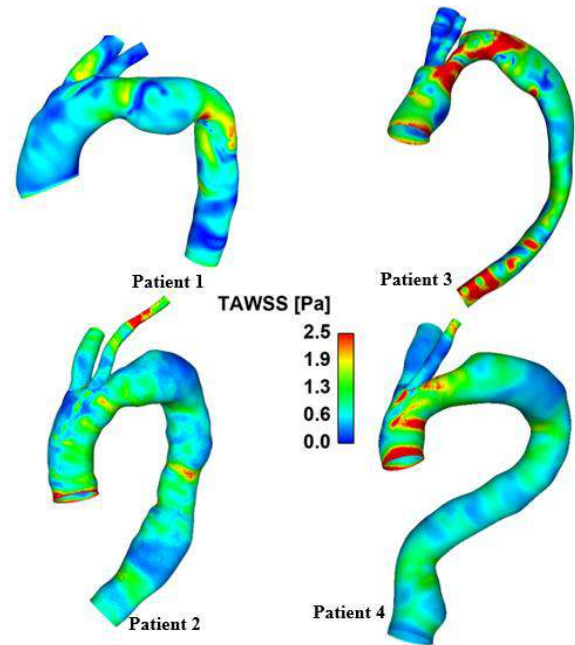 Patient 1
Patient 3
TAWSS [Pa]
2.5
1.9
1.3
0.6
0.0
Patient 2
Patient 4